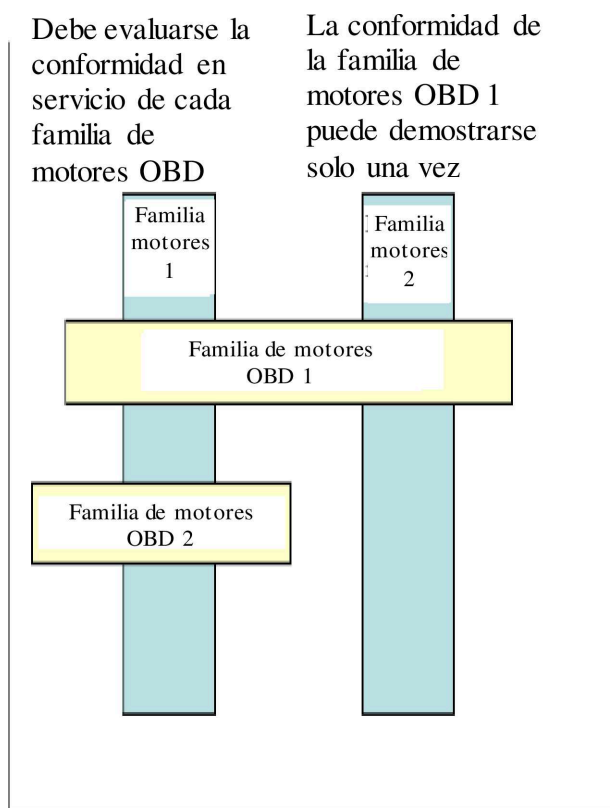 Debe evaluarse la
conformidad en
servicio de cada
familia de
motores OBD
La conformidad de
la familia de
motores OBD 1
puede demostrarse
solo una vez
Familia
motores
1
Familia
motores
2
Familia de motores
OBD 1
Familia de motores
OBD 2